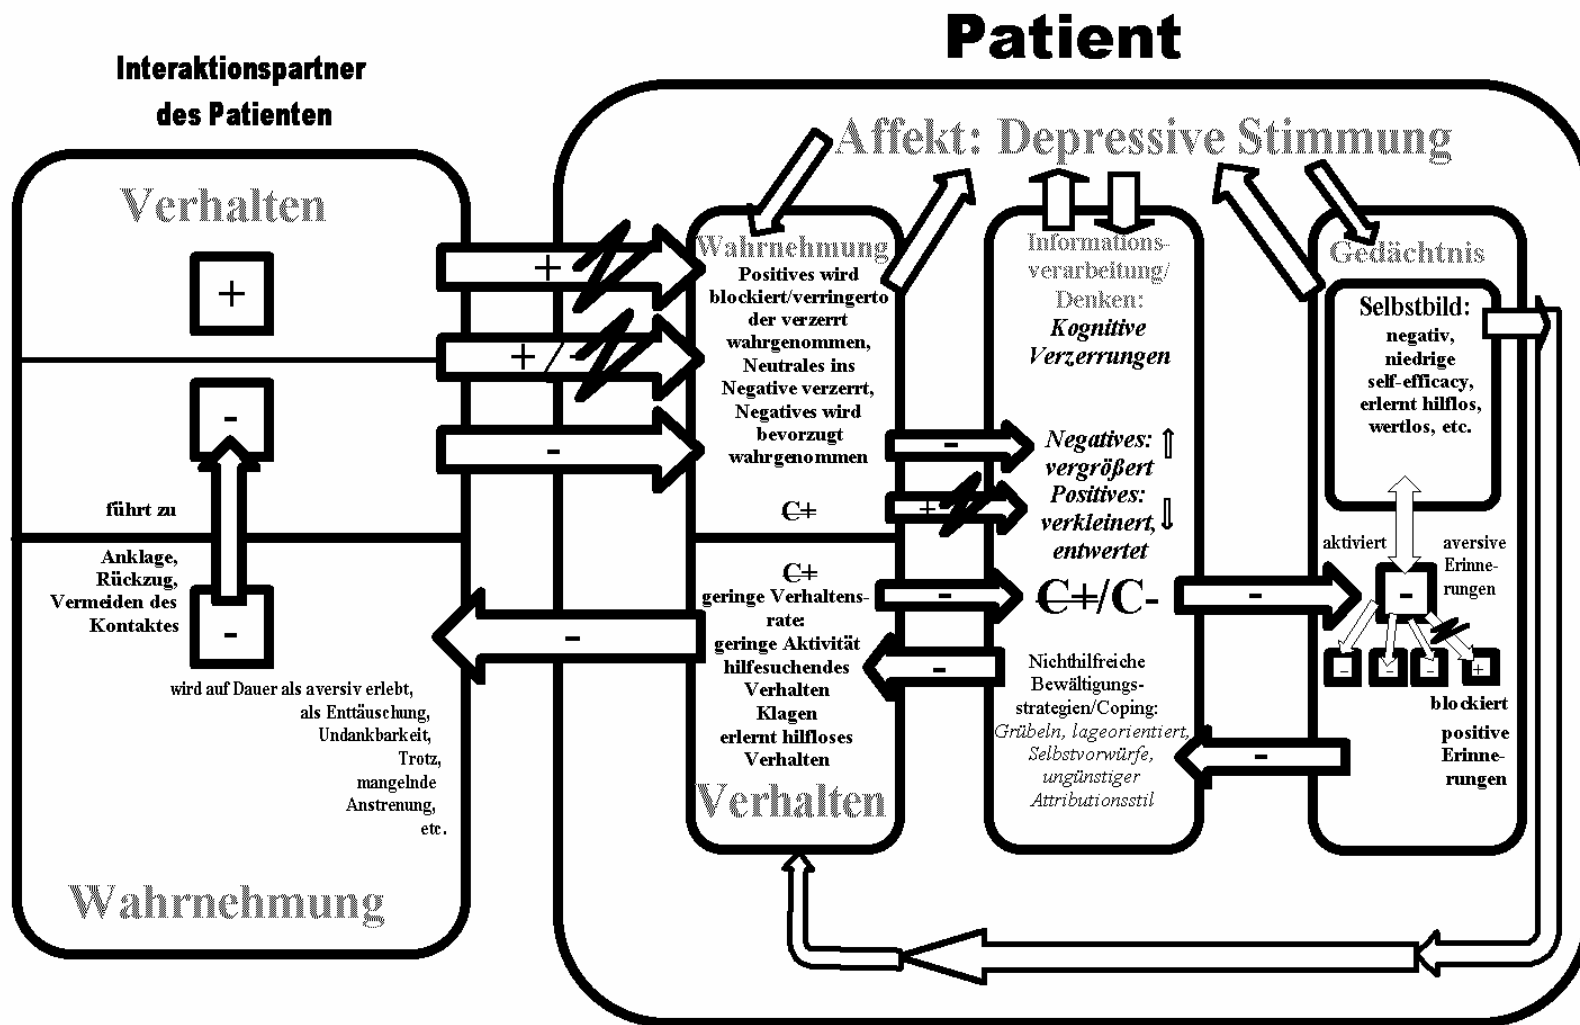 Patient
Interaktionspartner
des Patienten
Verhalten
+
-
führt zu
Anklage,
Rückzug,
Vermeiden des
Kontaktes
-
wird auf Dauer als aversiv erlebt,
als Enttäuschung,
Undankbarkeit,
Trotz,
mangelnde
Anstrenung,
etc.
Wahrnehmung
+
+/-
-
-
Affekt: Depressive Stimmung
Wahrnehmung
Positives wird
blockiert/verringerto
der verzerrt
wahrgenommen,
Neutrales ins
Negative verzerrt,
Negatives wird
bevorzugt
wahrgenommen
C+
C+
geringe Verhaltens-
rate:
geringe Aktivität
hilfesuchendes
Verhalten
Klagen
erlernt hilfloses
Verhalten
Verhalten
-
+
-
-
Informations-
verarbeitung/
Denken:
Kognitive
Verzerrungen
Negatives: ⇑
vergrößert
Positives:
verkleinert, ⇓
entwertet
C+/C-
Nichthilfreiche
Bewältigungs-
strategien/Coping:
Grübeln, lageorientiert,
Selbstvorwürfe,
ungünstiger
Attributionsstil
-
-
Gedächtnis
Selbstbild:
negativ,
niedrige
self-efficacy,
erlernt hilflos,
wertlos, etc.
aktiviert
aversive
Erinne-
rungen
-
- - - +
blockiert
positive
Erinne-
rungen